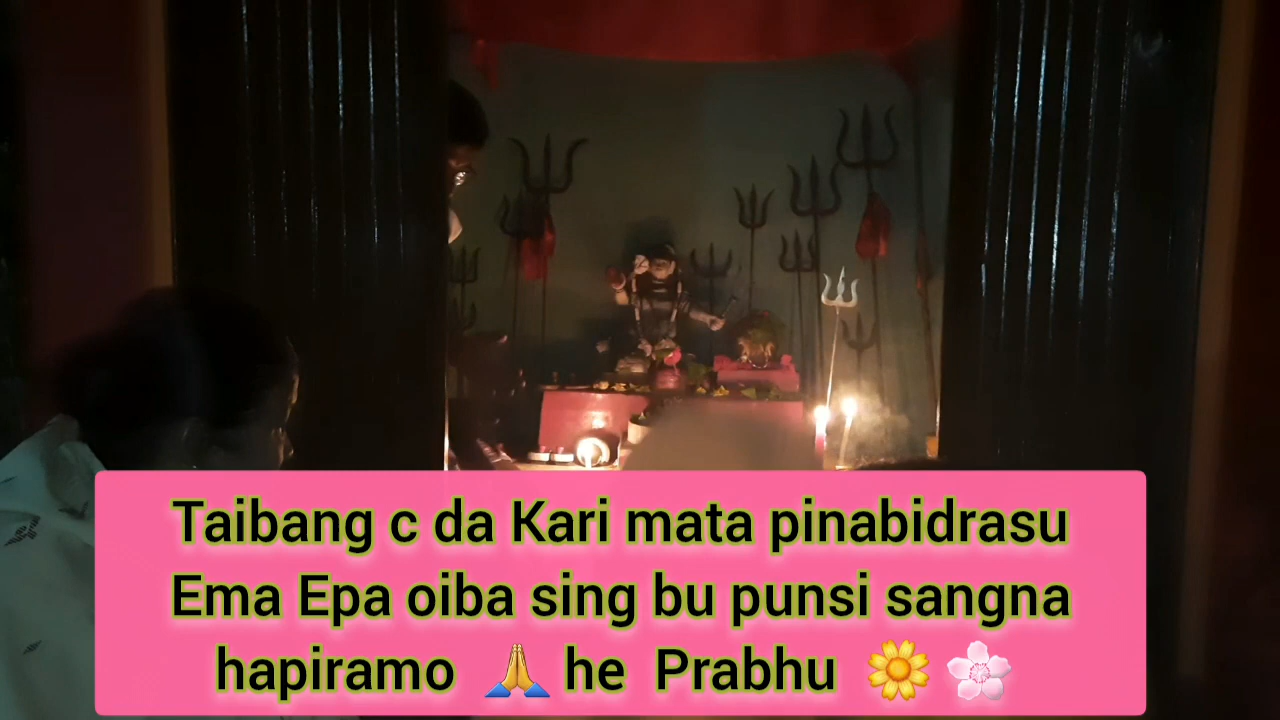 Taibang c da Kari mata pinabidrasu
Ema Epa oiba sing bu punsi sangna
hapiramo 🙏 he Prabhu 🌼 🌸